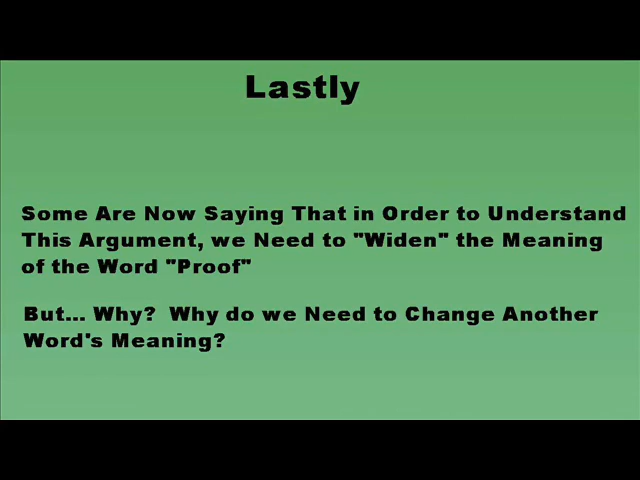 Lastly
Some Are Now Saying That in Order to Understand
This Argument, we Need to "Widen" the Meaning
of the Word "Proof"
But... Why?  Why do we Need to Change Another
Word's Meaning?